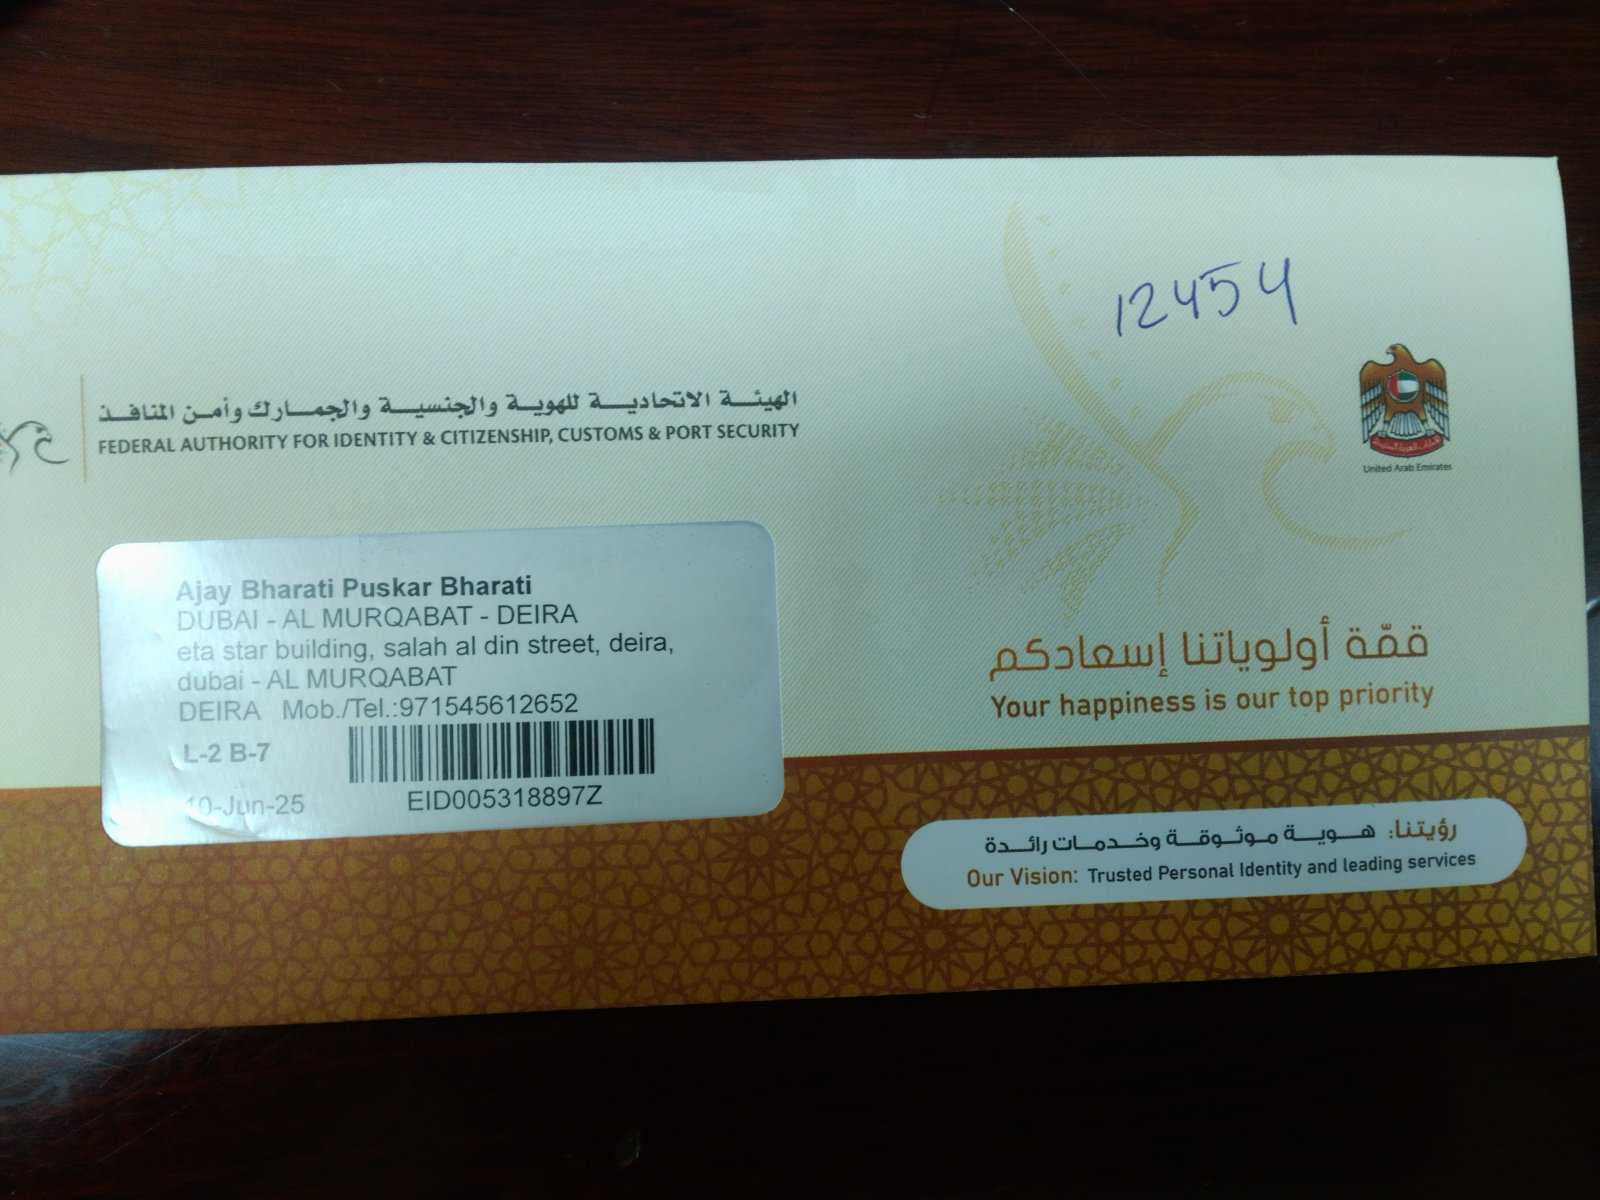 12454
الهيئة الاتحادية للهوية والجنسية والجمارك وأمن المنافذ
FEDERAL AUTHORITY FOR IDENTITY & CITIZENSHIP, CUSTOMS & PORT SECURITY
United Arab Emirates
Ajay Bharati Puskar Bharati
DUBAI - AL MURQABAT - DEIRA
eta star building, salah al din street, deira,
dubai - AL MURQABAT
DEIRA Mob./Tel.:971545612652
L-2 B-7
10-Jun-25
EID005318897Z
قمّة أولوياتنا إسعادكم
Your happiness is our top priority
رؤيتنا: هوية موثوقة وخدمات رائدة
Our Vision: Trusted Personal Identity and leading services